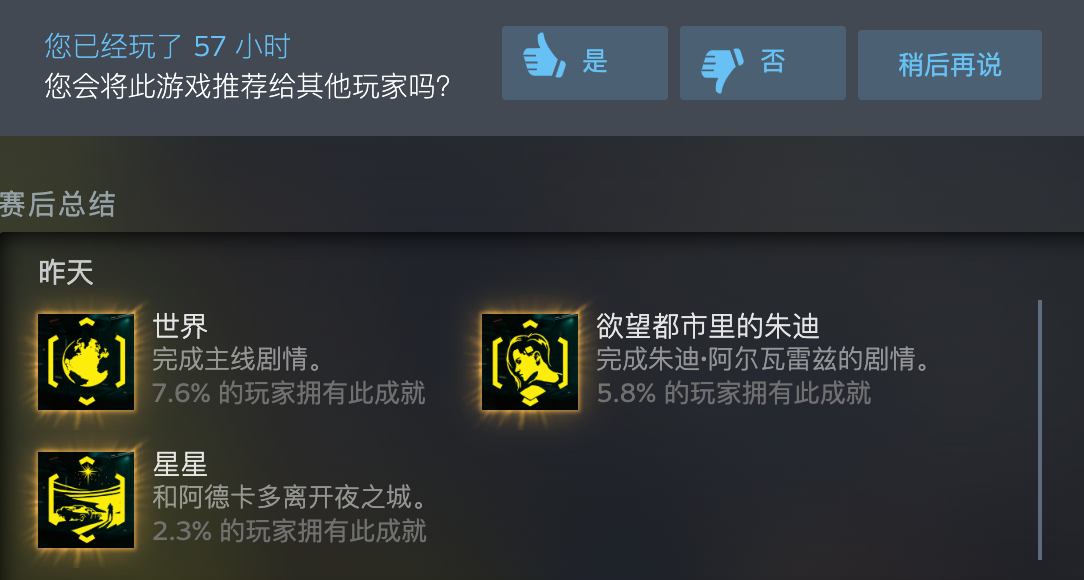 您已经玩了 57 小时
您会将此游戏推荐给其他玩家吗?
是
否
稍后再说
赛后总结
昨天
世界
完成主线剧情。
7.6% 的玩家拥有此成就
欲望都市里的朱迪
完成朱迪·阿尔瓦雷兹的剧情。
5.8% 的玩家拥有此成就
星星
和阿德卡多离开夜之城。
2.3% 的玩家拥有此成就